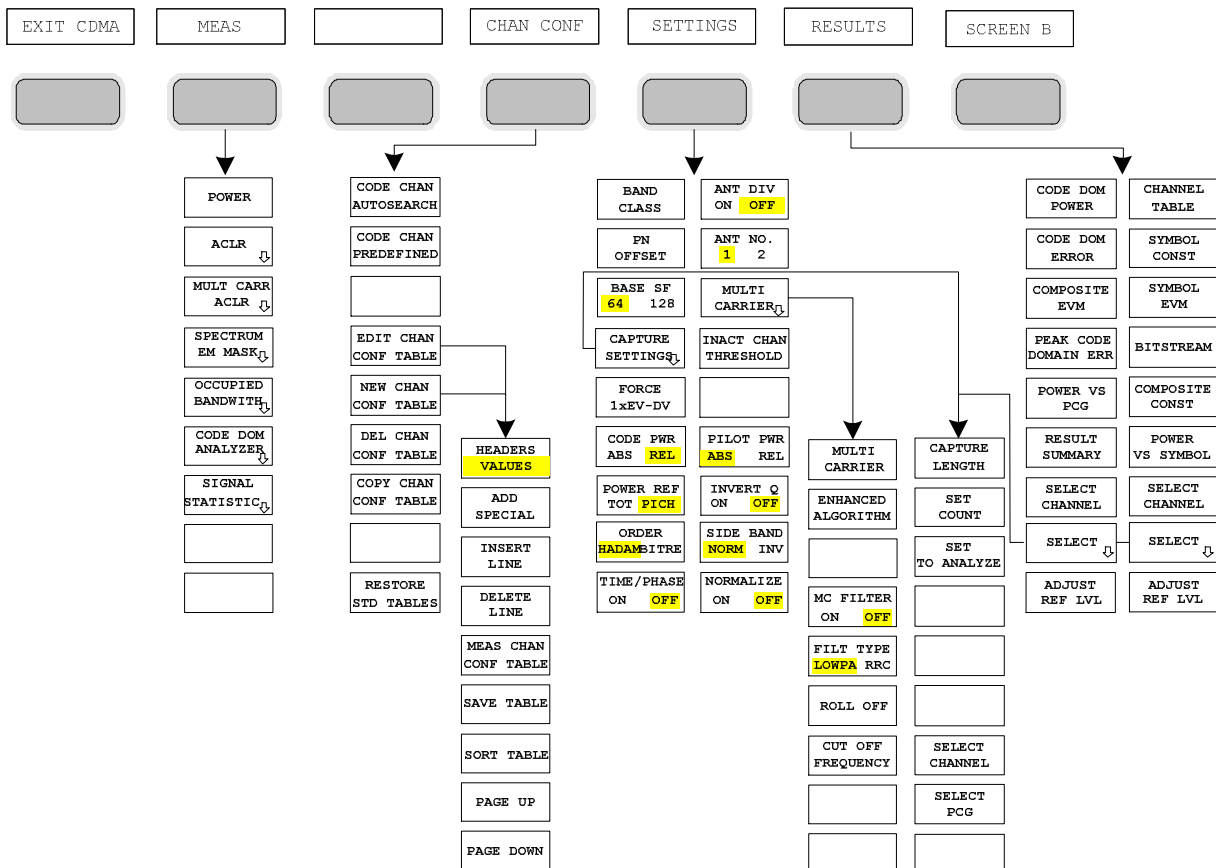 EXIT CDMA
MEAS
CHAN CONF
SETTINGS
RESULTS
SCREEN B
POWER
ACLR
MULT CARR
ACLR
SPECTRUM
EM MASK
OCCUPIED
BANDWITH
CODE DOM
ANALYZER
SIGNAL
STATISTIC
CODE CHAN
AUTOSEARCH
CODE CHAN
PREDEFINED
EDIT CHAN
CONF TABLE
NEW CHAN
CONF TABLE
DEL CHAN
CONF TABLE
COPY CHAN
CONF TABLE
RESTORE
STD TABLES
HEADERS
VALUES
ADD
SPECIAL
INSERT
LINE
DELETE
LINE
MEAS CHAN
CONF TABLE
SAVE TABLE
SORT TABLE
PAGE UP
PAGE DOWN
BAND
CLASS
PN
OFFSET
BASE SF
64 128
CAPTURE
SETTINGS
FORCE
1xEV-DV
CODE PWR
ABS REL
POWER REF
TOT PICH
ORDER
HADAMBITRE
TIME/PHASE
ON OFF
ANT DIV
ON OFF
ANT NO.
1 2
MULTI
CARRIER
INACT CHAN
THRESHOLD
PILOT PWR
ABS REL
INVERT Q
ON OFF
SIDE BAND
NORM INV
NORMALIZE
ON OFF
MULTI
CARRIER
ENHANCED
ALGORITHM
MC FILTER
ON OFF
FILT TYPE
LOWPA RRC
ROLL OFF
CUT OFF
FREQUENCY
CAPTURE
LENGTH
SET
COUNT
SET
TO ANALYZE
SELECT
CHANNEL
SELECT
PCG
CODE DOM
POWER
CODE DOM
ERROR
COMPOSITE
EVM
PEAK CODE
DOMAIN ERR
POWER VS
PCG
RESULT
SUMMARY
SELECT
CHANNEL
SELECT
ADJUST
REF LVL
CHANNEL
TABLE
SYMBOL
CONST
SYMBOL
EVM
BITSTREAM
COMPOSITE
CONST
POWER
VS SYMBOL
SELECT
CHANNEL
SELECT
ADJUST
REF LVL